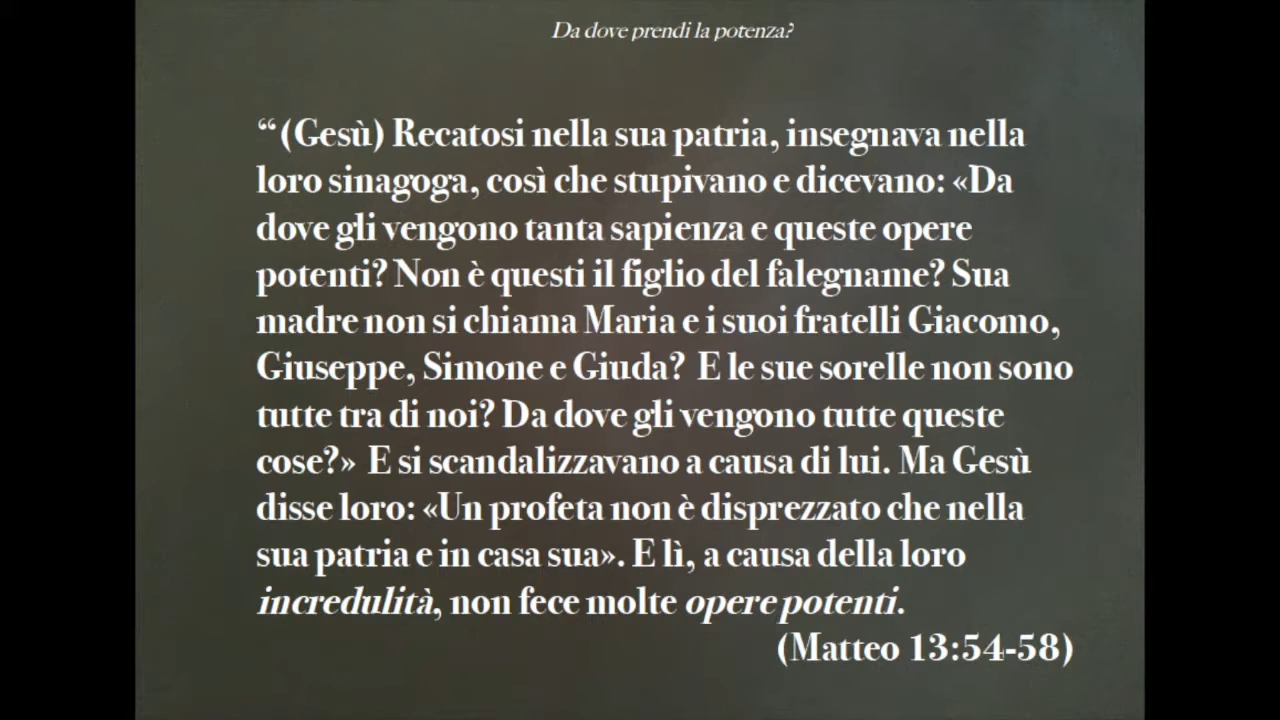 Da dove prendi la potenza?
“ (Gesù) Recatosi nella sua patria, insegnava nella
loro sinagoga, così che stupivano e dicevano: «Da
dove gli vengono tanta sapienza e queste opere
potenti? Non è questi il figlio del falegname? Sua
madre non si chiama Maria e i suoi fratelli Giacomo,
Giuseppe, Simone e Giuda? E le sue sorelle non sono
tutte tra di noi? Da dove gli vengono tutte queste
cose?» E si scandalizzavano a causa di lui. Ma Gesù
disse loro: «Un profeta non è disprezzato che nella
sua patria e in casa sua». E lì, a causa della loro
incredulità, non fece molte opere potenti.
(Matteo 13:54-58)